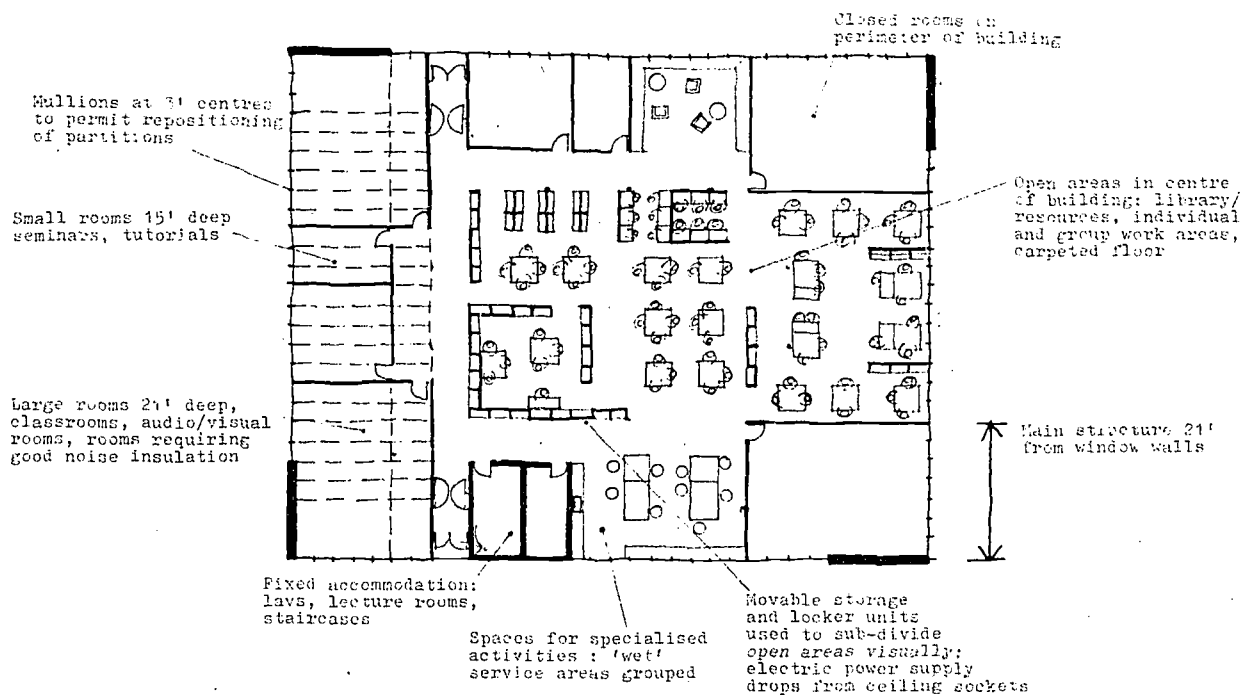 Closed rooms on
perimeter of building
Mullions at 3' centres
to permit repositioning
of partitions
Small rooms 15' deep
seminars, tutorials
Open areas in centre
of building: library/
resources, individual
and group work areas,
carpeted floor
Large rooms 21' deep,
classrooms, audio/visual
rooms, rooms requiring
good noise insulation
Main structure 21'
from window walls
Fixed accommodation:
lavs, lecture rooms,
staircases
Spaces for specialised
activities : 'wet'
service areas grouped
Movable storage
and locker units
used to sub-divide
open areas visually:
electric power supply
drops from ceiling sockets